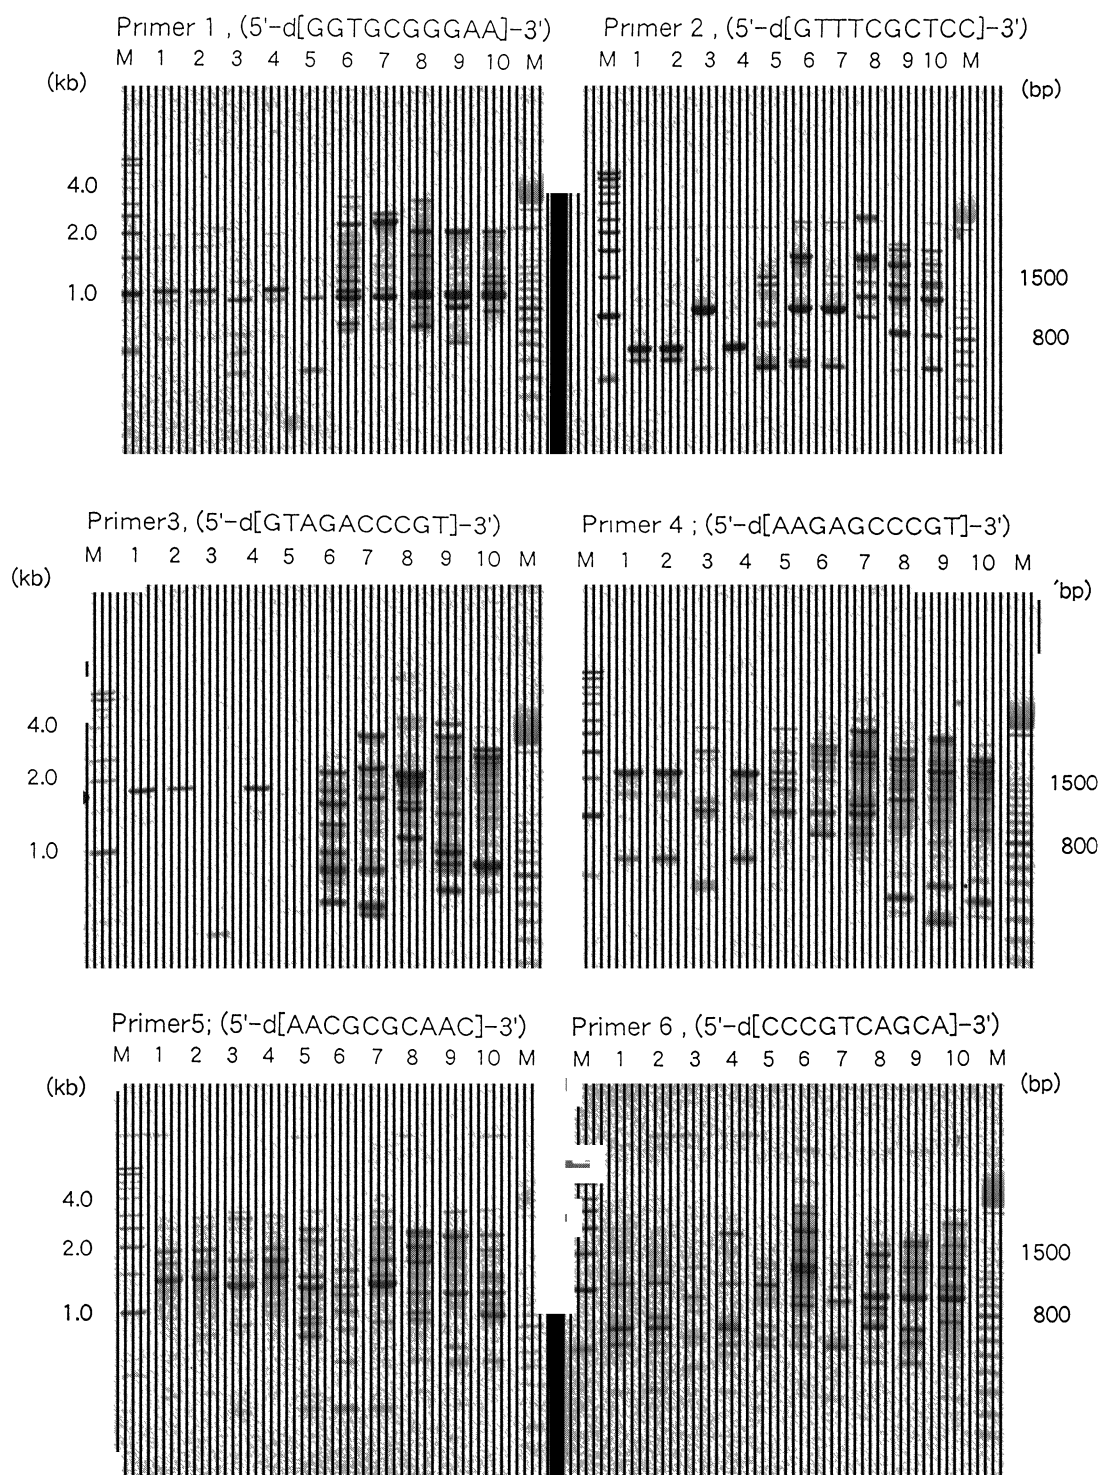 Primer 1 , (5'-d[GGTGCGGGAA]-3')
M 1 2 3 4 5 6 7 8 9 10 M
(kb)
4.0
2.0
1.0
Primer 2 , (5'-d[GTTTCGCTCC]-3')
M 1 2 3 4 5 6 7 8 9 10 M
(bp)
1500
800
Primer3, (5'-d[GTAGACCCGT]-3')
M 1 2 3 4 5 6 7 8 9 10 M
(kb)
4.0
2.0
1.0
Primer 4 ; (5'-d[AAGAGCCCGT]-3')
M 1 2 3 4 5 6 7 8 9 10 M
'bp)
1500
800
Primer5; (5'-d[AACGCGCAAC]-3')
M 1 2 3 4 5 6 7 8 9 10 M
(kb)
4.0
2.0
1.0
Primer 6 , (5'-d[CCCGTCAGCA]-3')
M 1 2 3 4 5 6 7 8 9 10 M
(bp)
1500
800